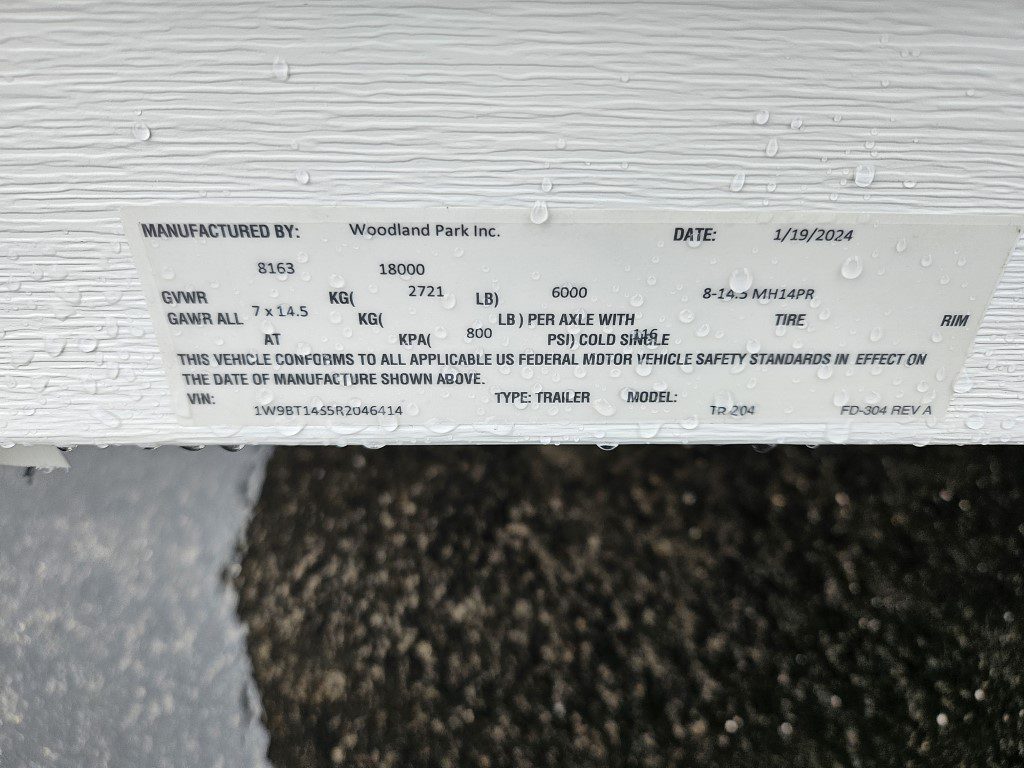 MANUFACTURED BY: Woodland Park Inc. DATE: 1/19/2024
8163 18000
GVWR KG( 2721 LB) 6000 8-14.5 MH14PR
GAWR ALL 7 x 14.5 KG( LB ) PER AXLE WITH TIRE RIM
AT KPA( 800 PSI) COLD SINGLE 116
THIS VEHICLE CONFORMS TO ALL APPLICABLE US FEDERAL MOTOR VEHICLE SAFETY STANDARDS IN EFFECT ON
THE DATE OF MANUFACTURE SHOWN ABOVE.
VIN: TYPE: TRAILER MODEL:
TR 204 FD-304 REV A